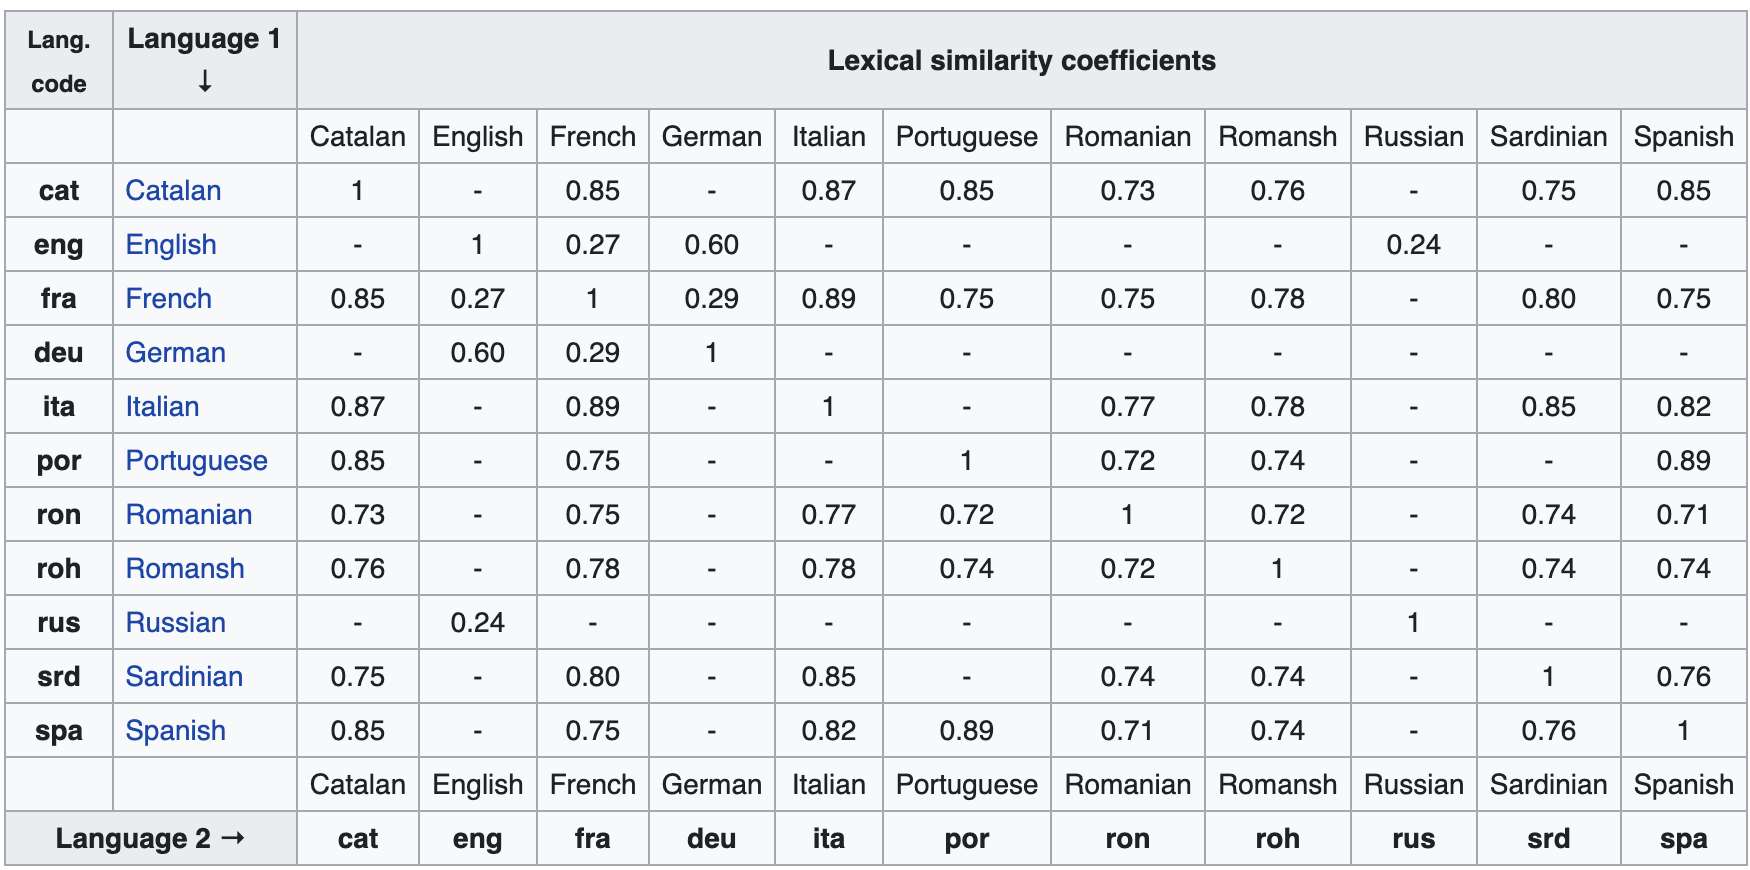 Lang. code Language 1 ↓ Lexical similarity coefficients
Catalan English French German Italian Portuguese Romanian Romansh Russian Sardinian Spanish
cat Catalan 1 - 0.85 - 0.87 0.85 0.73 0.76 - 0.75 0.85
eng English - 1 0.27 0.60 - - - - 0.24 - -
fra French 0.85 0.27 1 0.29 0.89 0.75 0.75 0.78 - 0.80 0.75
deu German - 0.60 0.29 1 - - - - - - -
ita Italian 0.87 - 0.89 - 1 - 0.77 0.78 - 0.85 0.82
por Portuguese 0.85 - 0.75 - - 1 0.72 0.74 - - 0.89
ron Romanian 0.73 - 0.75 - 0.77 0.72 1 0.72 - 0.74 0.71
roh Romansh 0.76 - 0.78 - 0.78 0.74 0.72 1 - 0.74 0.74
rus Russian - 0.24 - - - - - - 1 - -
srd Sardinian 0.75 - 0.80 - 0.85 - 0.74 0.74 - 1 0.76
spa Spanish 0.85 - 0.75 - 0.82 0.89 0.71 0.74 - 0.76 1
Catalan English French German Italian Portuguese Romanian Romansh Russian Sardinian Spanish
Language 2 → cat eng fra deu ita por ron roh rus srd spa